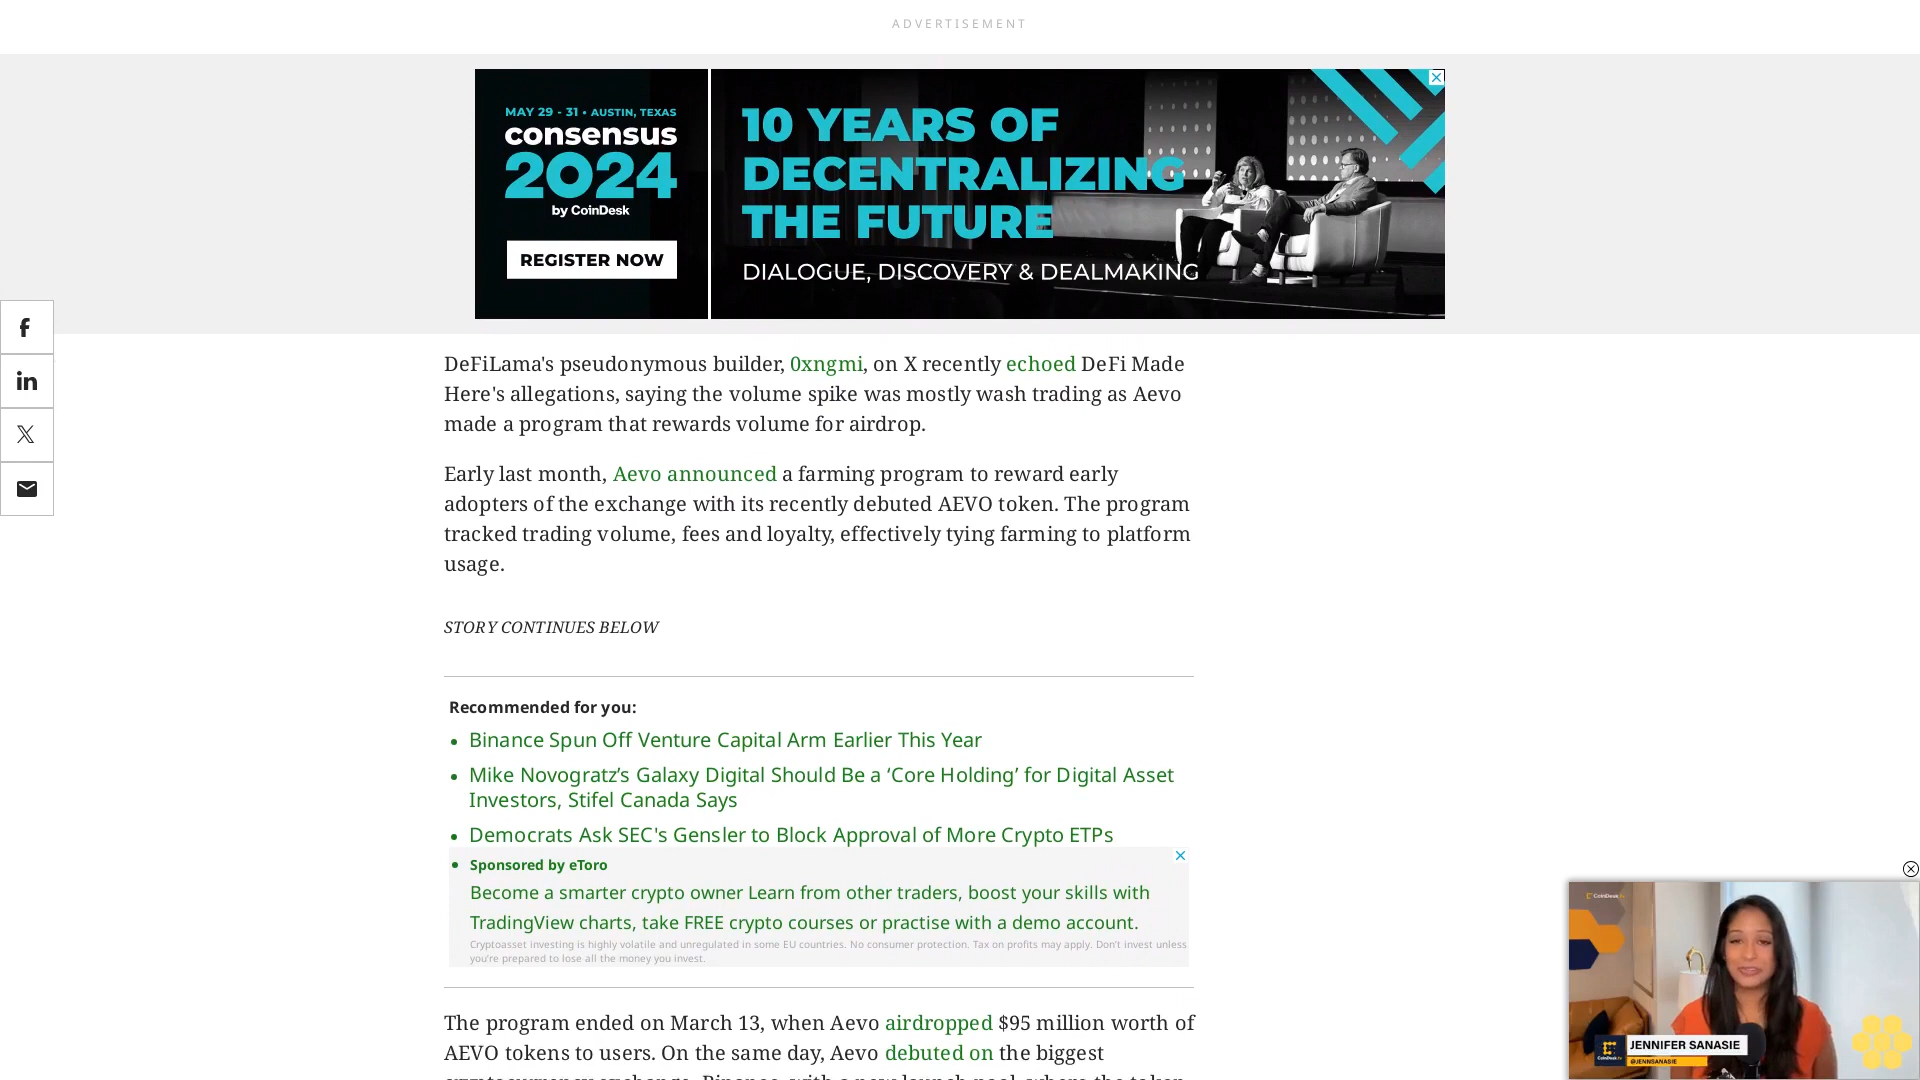 ADVERTISEMENT
MAY 29 - 31 • AUSTIN, TEXAS
consensus
2024
by CoinDesk
REGISTER NOW
10 YEARS OF
DECENTRALIZING
THE FUTURE
DIALOGUE, DISCOVERY & DEALMAKING
DeFiLama's pseudonymous builder, 0xngmi, on X recently echoed DeFi Made
Here's allegations, saying the volume spike was mostly wash trading as Aevo
made a program that rewards volume for airdrop.
Early last month, Aevo announced a farming program to reward early
adopters of the exchange with its recently debuted AEVO token. The program
tracked trading volume, fees and loyalty, effectively tying farming to platform
usage.
STORY CONTINUES BELOW
Recommended for you:
• Binance Spun Off Venture Capital Arm Earlier This Year
• Mike Novogratz’s Galaxy Digital Should Be a ‘Core Holding’ for Digital Asset
Investors, Stifel Canada Says
• Democrats Ask SEC's Gensler to Block Approval of More Crypto ETPs
• Sponsored by eToro
Become a smarter crypto owner Learn from other traders, boost your skills with
TradingView charts, take FREE crypto courses or practise with a demo account.
Cryptoasset investing is highly volatile and unregulated in some EU countries. No consumer protection. Tax on profits may apply. Don’t invest unless
you’re prepared to lose all the money you invest.
The program ended on March 13, when Aevo airdropped $95 million worth of
AEVO tokens to users. On the same day, Aevo debuted on the biggest
CoinDesk
JENNIFER SANASIE
@JENNSANASIE